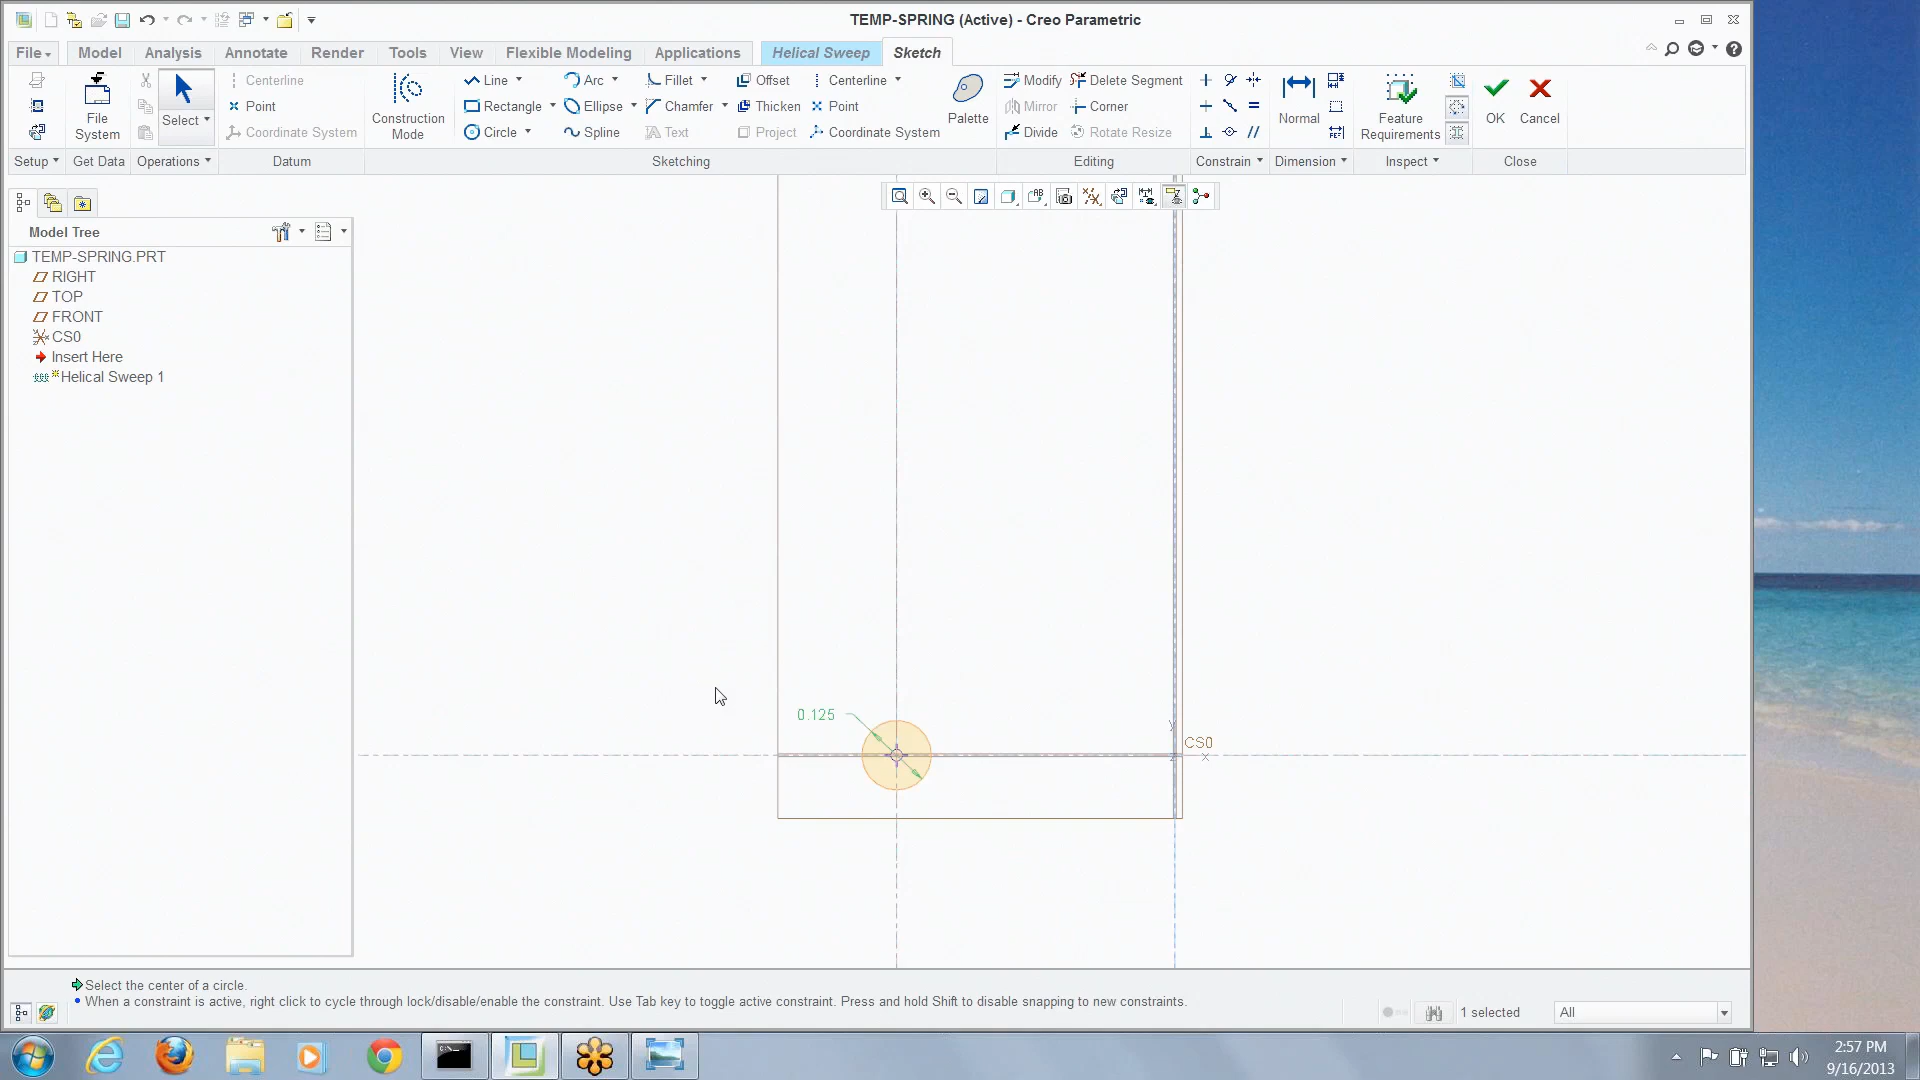 TEMP-SPRING (Active) - Creo Parametric
File Model Analysis Annotate Render Tools View Flexible Modeling Applications Helical Sweep Sketch
File System
Select
Centerline
Point
Coordinate System
Construction Mode
Line
Rectangle
Circle
Arc
Ellipse
Spline
Fillet
Chamfer
Text
Offset
Thicken
Project
Centerline
Point
Coordinate System
Palette
Modify
Mirror
Divide
Delete Segment
Corner
Rotate Resize
Normal
Feature Requirements
OK
Cancel
Setup Get Data Operations Datum Sketching Editing Constrain Dimension Inspect Close
Model Tree
TEMP-SPRING.PRT
RIGHT
TOP
FRONT
CS0
Insert Here
Helical Sweep 1
0.125
Y
CS0
X
Select the center of a circle.
When a constraint is active, right click to cycle through lock/disable/enable the constraint. Use Tab key to toggle active constraint. Press and hold Shift to disable snapping to new constraints.
1 selected
All
2:57 PM
9/16/2013